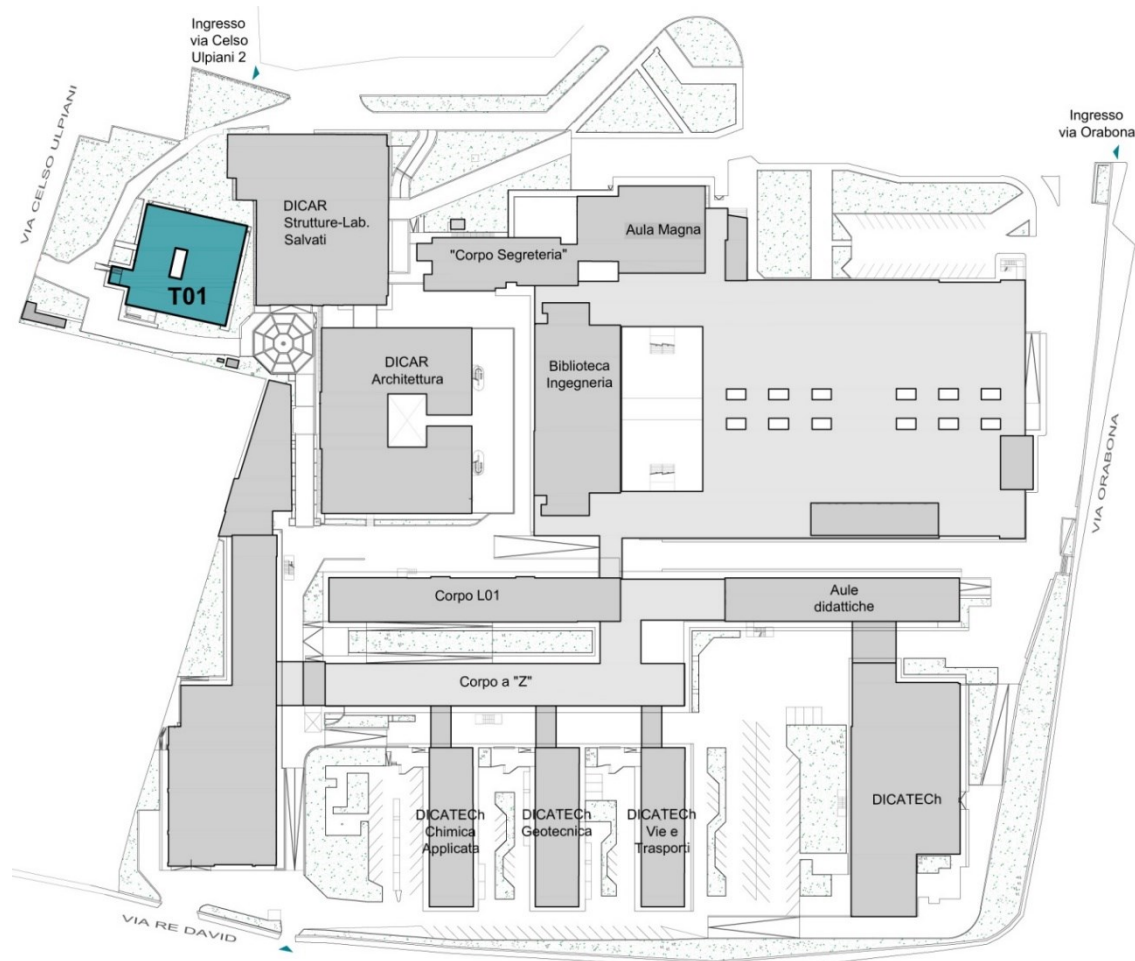 Ingresso
via Celso
Ulpiani 2
Ingresso
via Orabona
VIA CELSO ULPIANI
DICAR
Strutture-Lab.
Salvati
Aula Magna
"Corpo Segreteria"
T01
DICAR
Architettura
Biblioteca
Ingegneria
VIA ORABONA
Corpo L01
Aule
didattiche
Corpo a "Z"
DICATECh
Chimica
Applicata
DICATECh
Geotecnica
DICATECh
Vie e
Trasporti
DICATECh
VIA RE DAVID